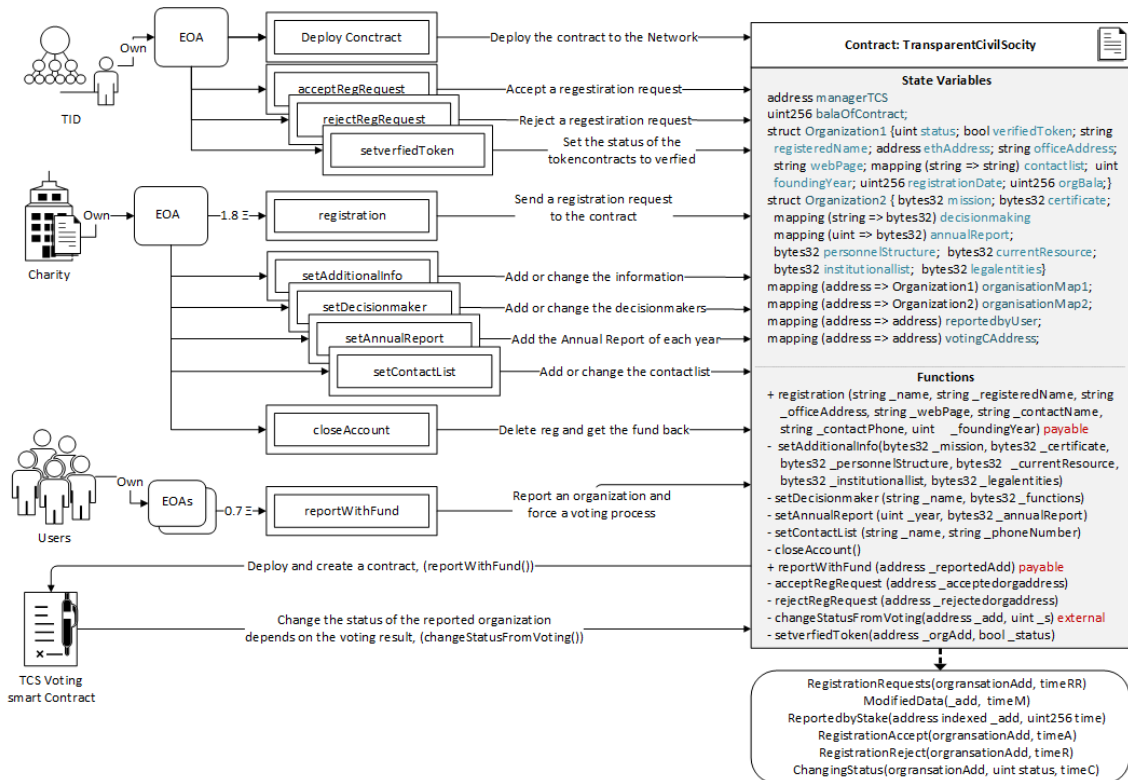 TID
Own
EOA
Deploy Conctract
Deploy the contract to the Network
acceptRegRequest
Accept a regestiration request
rejectRegRequest
Reject a regestiration request
setverfiedToken
Set the status of the
tokencontracts to verfied
Charity
Own
EOA
1.8 Ξ
registration
Send a registration request
to the contract
setAdditionalInfo
Add or change the information
setDecisionmaker
Add or change the decisionmakers
setAnnualReport
Add the Annual Report of each year
setContactList
Add or change the contactlist
closeAccount
Delete reg and get the fund back
Users
Own
EOAs
0.7 Ξ
reportWithFund
Report an organization and
force a voting process
Deploy and create a contract, (reportWithFund())
Change the status of the reported organization
depends on the voting result, (changeStatusFromVoting())
TCS Voting
smart Contract
Contract: TransparentCivilSocity
State Variables
address managerTCS
uint256 balaOfContract;
struct Organization1 {uint status; bool verifiedToken; string
registeredName; address ethAddress; string officeAddress;
string webPage; mapping (string => string) contactlist; uint
foundingYear; uint256 registrationDate; uint256 orgBala;}
struct Organization2 { bytes32 mission; bytes32 certificate;
mapping (string => bytes32) decisionmaking
mapping (uint => bytes32) annualReport;
bytes32 personnelStructure; bytes32 currentResource;
bytes32 institutionallist; bytes32 legalentities}
mapping (address => Organization1) organisationMap1;
mapping (address => Organization2) organisationMap2;
mapping (address => address) reportedbyUser;
mapping (address => address) votingCAddress;
Functions
+ registration (string _name, string _registeredName, string
_officeAddress, string _webPage, string _contactName,
string _contactPhone, uint _foundingYear) payable
- setAdditionalInfo(bytes32 _mission, bytes32 _certificate,
bytes32 _personnelStructure, bytes32 _currentResource,
bytes32 _institutionallist, bytes32 _legalentities)
- setDecisionmaker (string _name, bytes32 _functions)
- setAnnualReport (uint _year, bytes32 _annualReport)
- setContactList (string _name, string _phoneNumber)
- closeAccount()
+ reportWithFund (address _reportedAdd) payable
- acceptRegRequest (address _acceptedorgaddress)
- rejectRegRequest (address _rejectedorgaddress)
- changeStatusFromVoting(address _add, uint _s) external
- setverfiedToken(address _orgAdd, bool _status)
RegistrationRequests(orgransationAdd, timeRR)
ModifiedData(_add, timeM)
ReportedbyStake(address indexed _add, uint256 time)
RegistrationAccept(orgransationAdd, timeA)
RegistrationReject(orgransationAdd, timeR)
ChangingStatus(orgransationAdd, uint status, timeC)